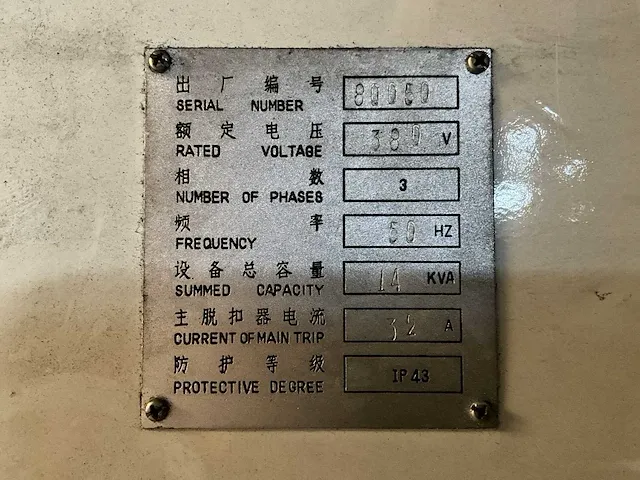 出厂编号 80080
SERIAL NUMBER
额定电压 380 V
RATED VOLTAGE
相数 3
NUMBER OF PHASES
频率 50 HZ
FREQUENCY
设备总容量 14 KVA
SUMMED CAPACITY
主脱扣器电流 32 A
CURRENT OF MAIN TRIP
防护等级 IP43
PROTECTIVE DEGREE